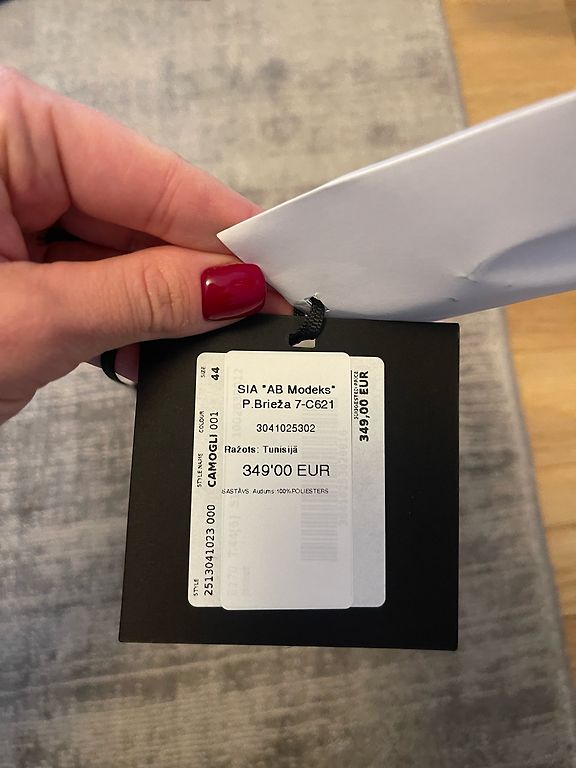 SIA "AB Modeks"
P.Brieža 7-C621
3041025302
Ražots: Tunisijā
349'00 EUR
SASTĀVS: Audums:100%POLIESTERS
SIZE 44
COLOUR 001
STYLE NAME CAMOGLI
STYLE 2513041023 000
SUGGESTED PRICE
349,00 EUR